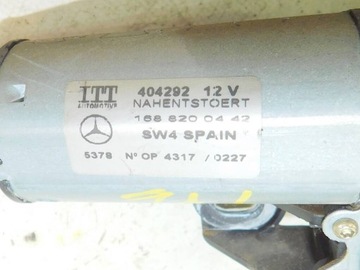 ITT 404292 12 V
AUTOMOTIVE NAHENTSTOERT
168 820 04 42
SW4 SPAIN
5378 Nº OP 4317 / 0227